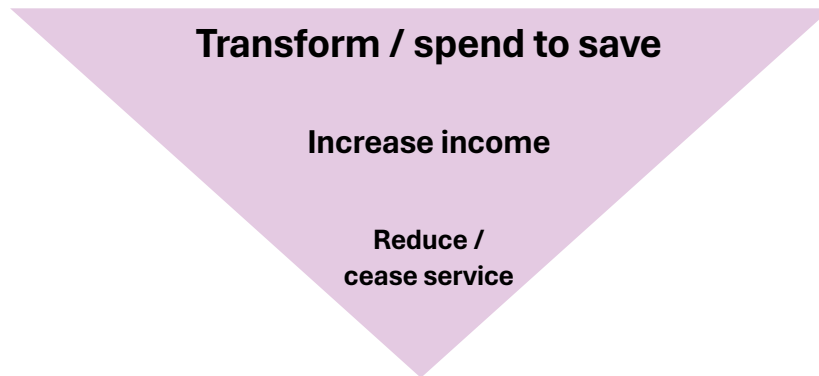 Transform / spend to save
Increase income
Reduce /
cease service